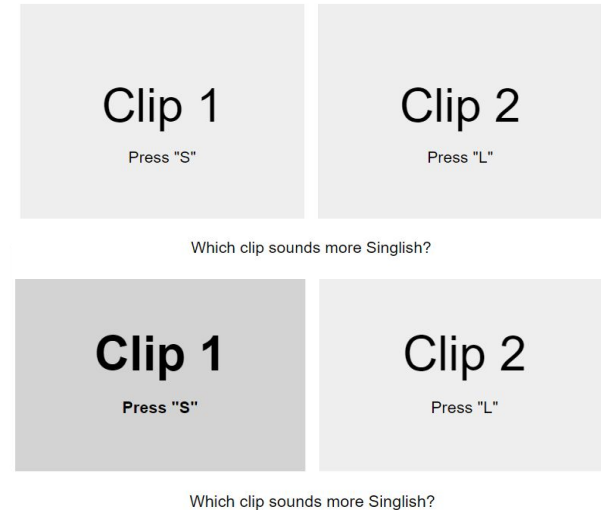 Clip 1 Clip 2
Press "S" Press "L"
Which clip sounds more Singlish?
Clip 1 Clip 2
Press "S" Press "L"
Which clip sounds more Singlish?